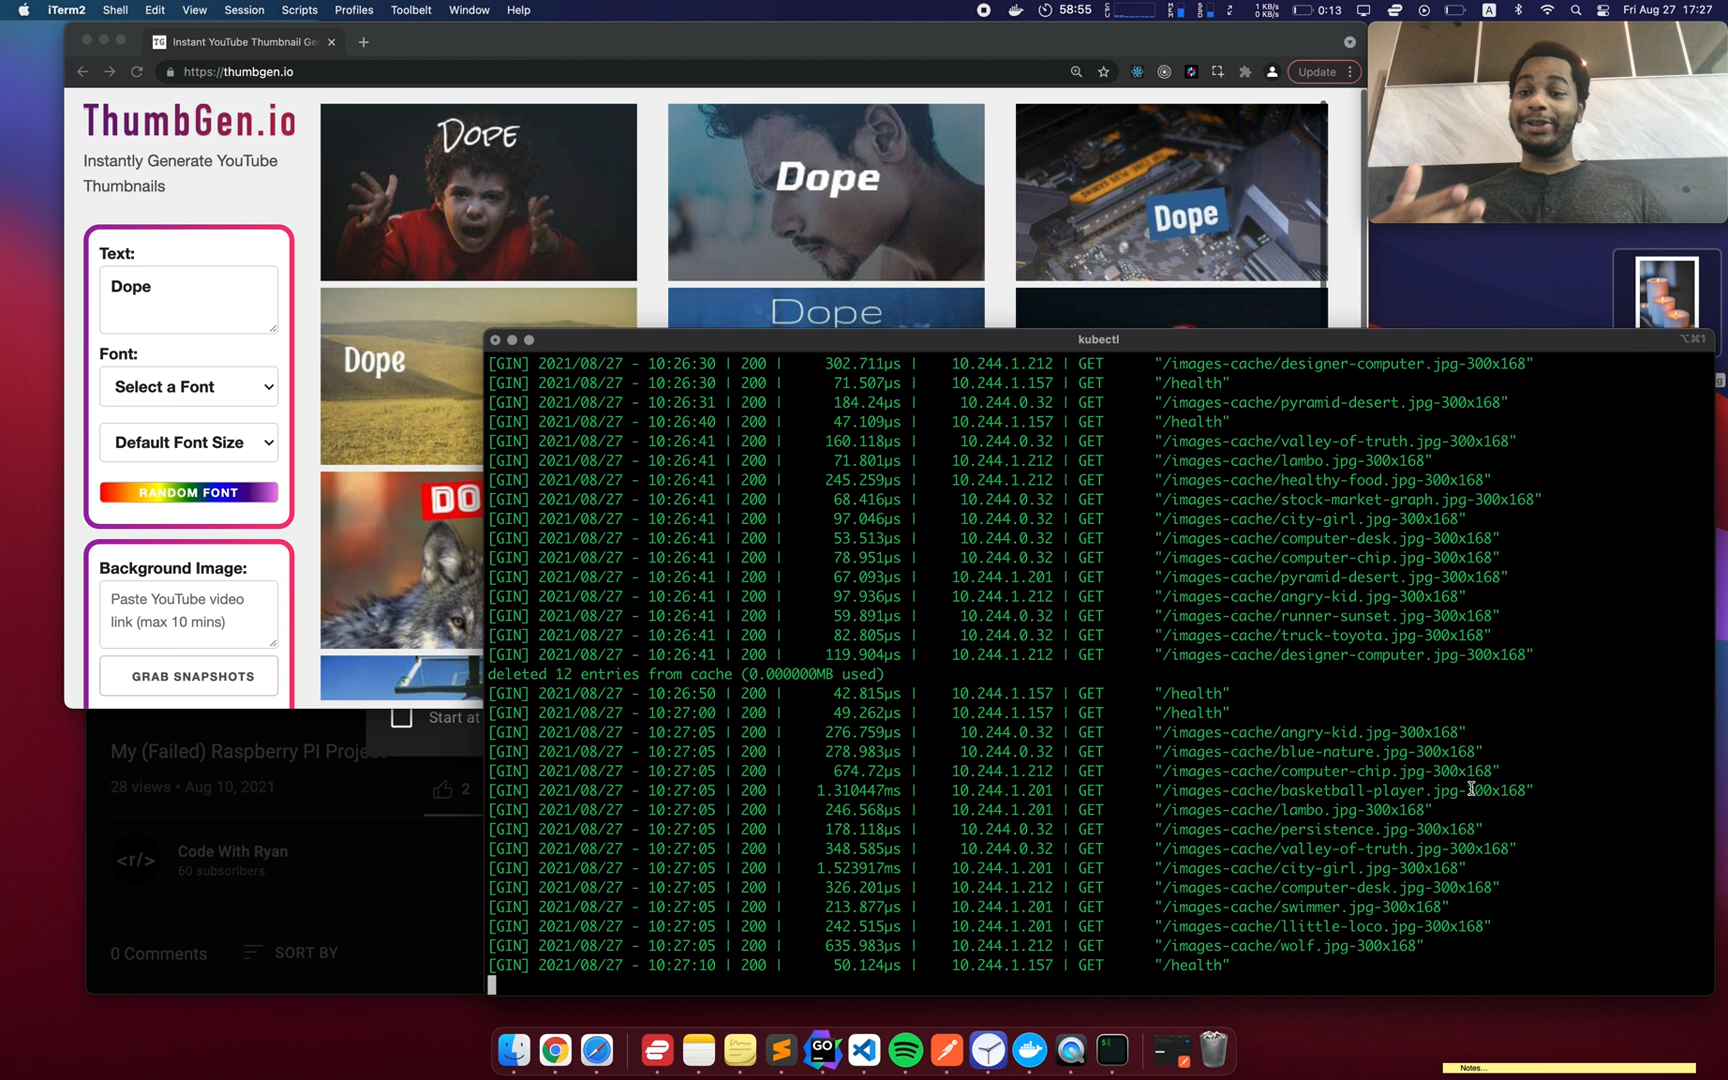 iTerm2 Shell Edit View Session Scripts Profiles Toolbelt Window Help
58:55
1 KB/s
0 KB/s
0:13
A
Fri Aug 27 17:27
TG Instant YouTube Thumbnail Ge
https://thumbgen.io
Update
ThumbGen.io
Instantly Generate YouTube
Thumbnails
Text:
Dope
Font:
Select a Font
Default Font Size
RANDOM FONT
Background Image:
Paste YouTube video
link (max 10 mins)
GRAB SNAPSHOTS
DOPE
Dope
Dope
Dope
Dope
DO
Start at
My (Failed) Raspberry PI Project
28 views • Aug 10, 2021
2
<r/>
Code With Ryan
60 subscribers
0 Comments
SORT BY
kubectl
⌥⌘1
[GIN] 2021/08/27 - 10:26:30 | 200 | 302.711µs | 10.244.1.212 | GET "/images-cache/designer-computer.jpg-300x168"
[GIN] 2021/08/27 - 10:26:30 | 200 | 71.507µs | 10.244.1.157 | GET "/health"
[GIN] 2021/08/27 - 10:26:31 | 200 | 184.24µs | 10.244.0.32 | GET "/images-cache/pyramid-desert.jpg-300x168"
[GIN] 2021/08/27 - 10:26:40 | 200 | 47.109µs | 10.244.1.157 | GET "/health"
[GIN] 2021/08/27 - 10:26:41 | 200 | 160.118µs | 10.244.0.32 | GET "/images-cache/valley-of-truth.jpg-300x168"
[GIN] 2021/08/27 - 10:26:41 | 200 | 71.801µs | 10.244.1.212 | GET "/images-cache/lambo.jpg-300x168"
[GIN] 2021/08/27 - 10:26:41 | 200 | 245.259µs | 10.244.1.212 | GET "/images-cache/healthy-food.jpg-300x168"
[GIN] 2021/08/27 - 10:26:41 | 200 | 68.416µs | 10.244.0.32 | GET "/images-cache/stock-market-graph.jpg-300x168"
[GIN] 2021/08/27 - 10:26:41 | 200 | 97.046µs | 10.244.0.32 | GET "/images-cache/city-girl.jpg-300x168"
[GIN] 2021/08/27 - 10:26:41 | 200 | 53.513µs | 10.244.0.32 | GET "/images-cache/computer-desk.jpg-300x168"
[GIN] 2021/08/27 - 10:26:41 | 200 | 78.951µs | 10.244.0.32 | GET "/images-cache/computer-chip.jpg-300x168"
[GIN] 2021/08/27 - 10:26:41 | 200 | 67.093µs | 10.244.1.201 | GET "/images-cache/pyramid-desert.jpg-300x168"
[GIN] 2021/08/27 - 10:26:41 | 200 | 97.936µs | 10.244.1.212 | GET "/images-cache/angry-kid.jpg-300x168"
[GIN] 2021/08/27 - 10:26:41 | 200 | 59.891µs | 10.244.0.32 | GET "/images-cache/runner-sunset.jpg-300x168"
[GIN] 2021/08/27 - 10:26:41 | 200 | 82.805µs | 10.244.0.32 | GET "/images-cache/truck-toyota.jpg-300x168"
[GIN] 2021/08/27 - 10:26:41 | 200 | 119.904µs | 10.244.1.212 | GET "/images-cache/designer-computer.jpg-300x168"
deleted 12 entries from cache (0.000000MB used)
[GIN] 2021/08/27 - 10:26:50 | 200 | 42.815µs | 10.244.1.157 | GET "/health"
[GIN] 2021/08/27 - 10:27:00 | 200 | 49.262µs | 10.244.1.157 | GET "/health"
[GIN] 2021/08/27 - 10:27:05 | 200 | 276.759µs | 10.244.0.32 | GET "/images-cache/angry-kid.jpg-300x168"
[GIN] 2021/08/27 - 10:27:05 | 200 | 278.983µs | 10.244.0.32 | GET "/images-cache/blue-nature.jpg-300x168"
[GIN] 2021/08/27 - 10:27:05 | 200 | 674.72µs | 10.244.1.212 | GET "/images-cache/computer-chip.jpg-300x168"
[GIN] 2021/08/27 - 10:27:05 | 200 | 1.310447ms | 10.244.1.201 | GET "/images-cache/basketball-player.jpg-300x168"
[GIN] 2021/08/27 - 10:27:05 | 200 | 246.568µs | 10.244.1.201 | GET "/images-cache/lambo.jpg-300x168"
[GIN] 2021/08/27 - 10:27:05 | 200 | 178.118µs | 10.244.0.32 | GET "/images-cache/persistence.jpg-300x168"
[GIN] 2021/08/27 - 10:27:05 | 200 | 348.585µs | 10.244.0.32 | GET "/images-cache/valley-of-truth.jpg-300x168"
[GIN] 2021/08/27 - 10:27:05 | 200 | 1.523917ms | 10.244.1.201 | GET "/images-cache/city-girl.jpg-300x168"
[GIN] 2021/08/27 - 10:27:05 | 200 | 326.201µs | 10.244.1.212 | GET "/images-cache/computer-desk.jpg-300x168"
[GIN] 2021/08/27 - 10:27:05 | 200 | 213.877µs | 10.244.1.201 | GET "/images-cache/swimmer.jpg-300x168"
[GIN] 2021/08/27 - 10:27:05 | 200 | 242.515µs | 10.244.1.201 | GET "/images-cache/llittle-loco.jpg-300x168"
[GIN] 2021/08/27 - 10:27:05 | 200 | 635.983µs | 10.244.1.212 | GET "/images-cache/wolf.jpg-300x168"
[GIN] 2021/08/27 - 10:27:10 | 200 | 50.124µs | 10.244.1.157 | GET "/health"
GO
Notes...